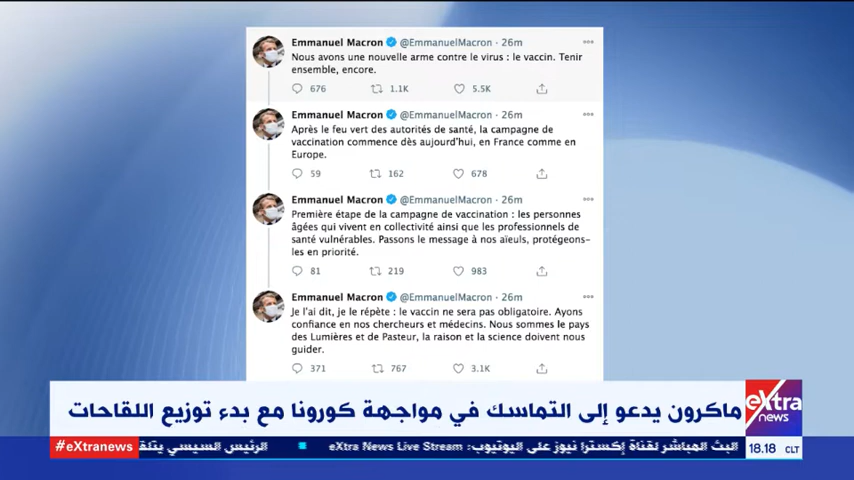 Emmanuel Macron @EmmanuelMacron · 26m
Nous avons une nouvelle arme contre le virus : le vaccin. Tenir
ensemble, encore.
676 1.1K 5.5K
Emmanuel Macron @EmmanuelMacron · 26m
Après le feu vert des autorités de santé, la campagne de
vaccination commence dès aujourd'hui, en France comme en
Europe.
59 162 678
Emmanuel Macron @EmmanuelMacron · 26m
Première étape de la campagne de vaccination : les personnes
âgées qui vivent en collectivité ainsi que les professionnels de
santé vulnérables. Passons le message à nos aïeuls, protégeons-
les en priorité.
81 219 983
Emmanuel Macron @EmmanuelMacron · 26m
Je l'ai dit, je le répète : le vaccin ne sera pas obligatoire. Ayons
confiance en nos chercheurs et médecins. Nous sommes le pays
des Lumières et de Pasteur, la raison et la science doivent nous
guider.
371 767 3.1K
ماكرون يدعو إلى التماسك في مواجهة كورونا مع بدء توزيع اللقاحات
eXtra
news
#eXtranews
البث المباشر لقناة إكسترا نيوز على اليوتيوب: eXtra News Live Stream
الرئيس السيسي يتلق
18.18 CLT